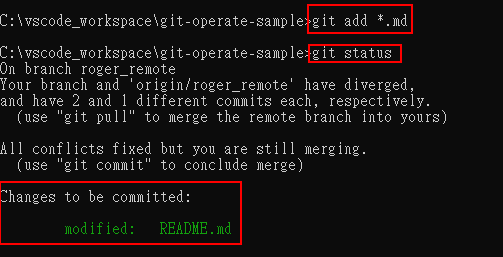 C:\vscode_workspace\git-operate-sample>git add *.md
C:\vscode_workspace\git-operate-sample>git status
On branch roger_remote
Your branch and 'origin/roger_remote' have diverged,
and have 2 and 1 different commits each, respectively.
(use "git pull" to merge the remote branch into yours)
All conflicts fixed but you are still merging.
(use "git commit" to conclude merge)
Changes to be committed:
modified: README.md